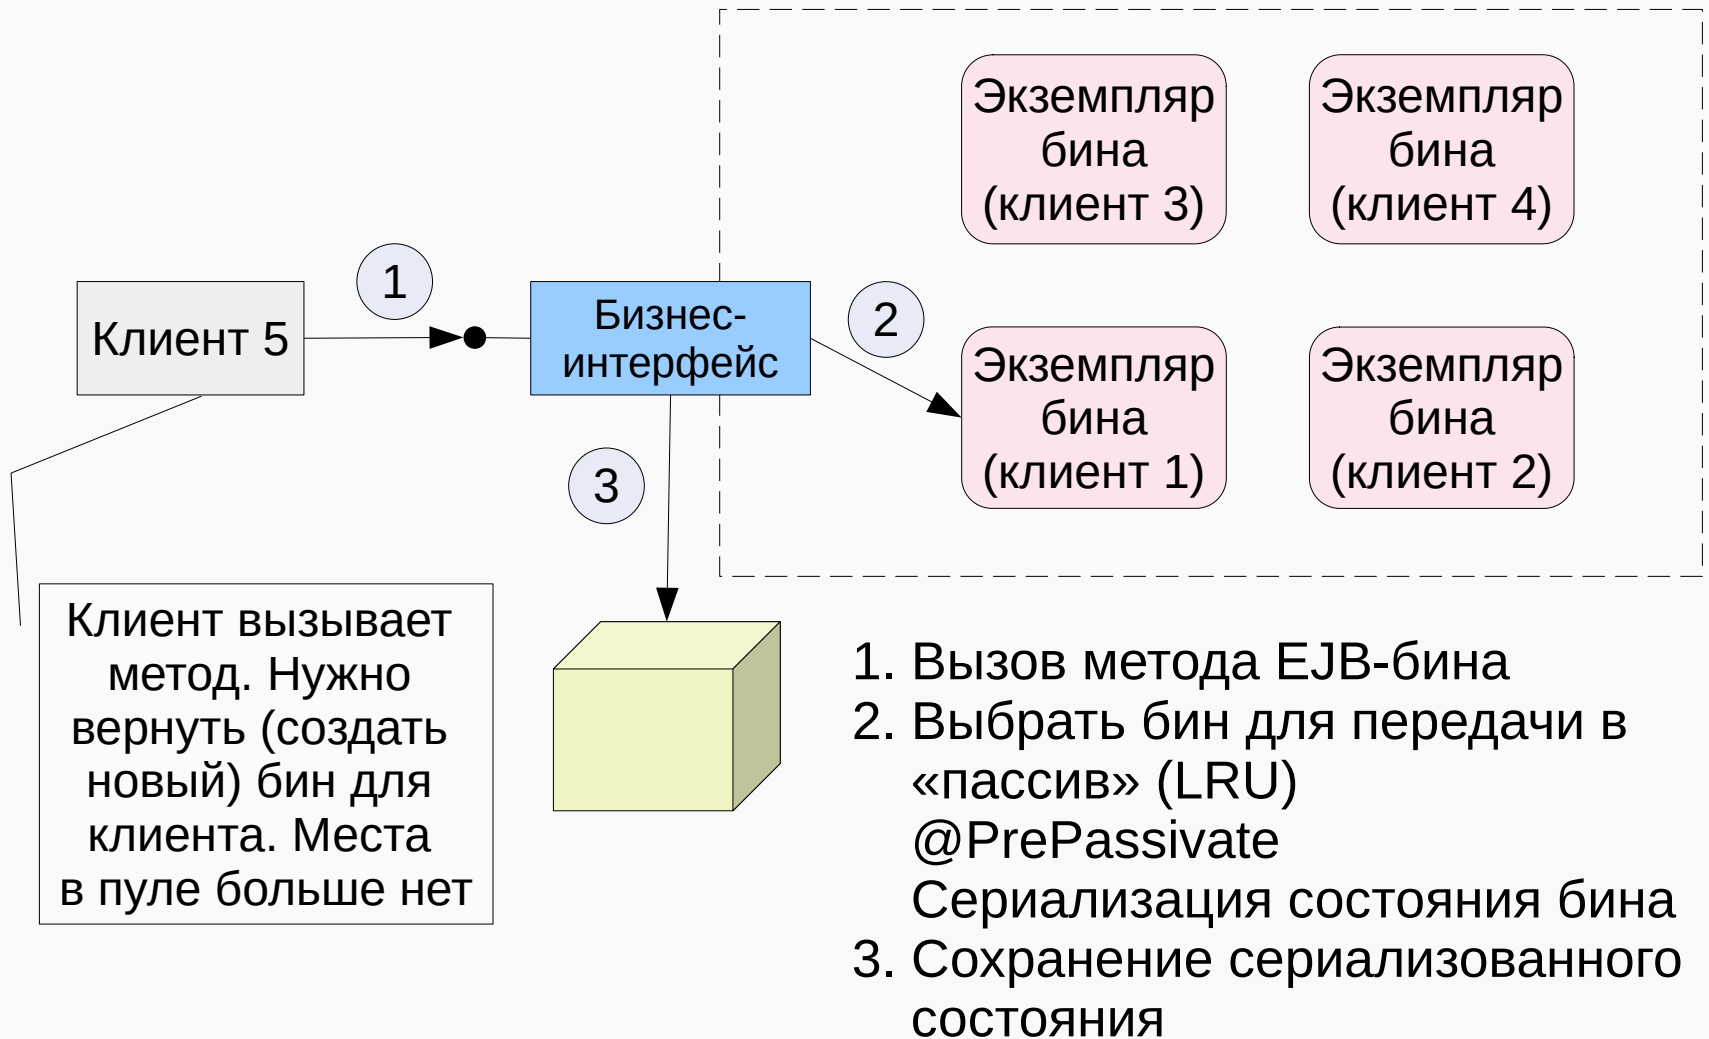 Экземпляр
бина
(клиент 3)
Экземпляр
бина
(клиент 4)
1
Клиент 5
Бизнес-
интерфейс
2
Экземпляр
бина
(клиент 1)
Экземпляр
бина
(клиент 2)
3
Клиент вызывает
метод. Нужно
вернуть (создать
новый) бин для
клиента. Места
в пуле больше нет
1. Вызов метода EJB-бина
2. Выбрать бин для передачи в
«пассив» (LRU)
@PrePassivate
Сериализация состояния бина
3. Сохранение сериализованного
состояния